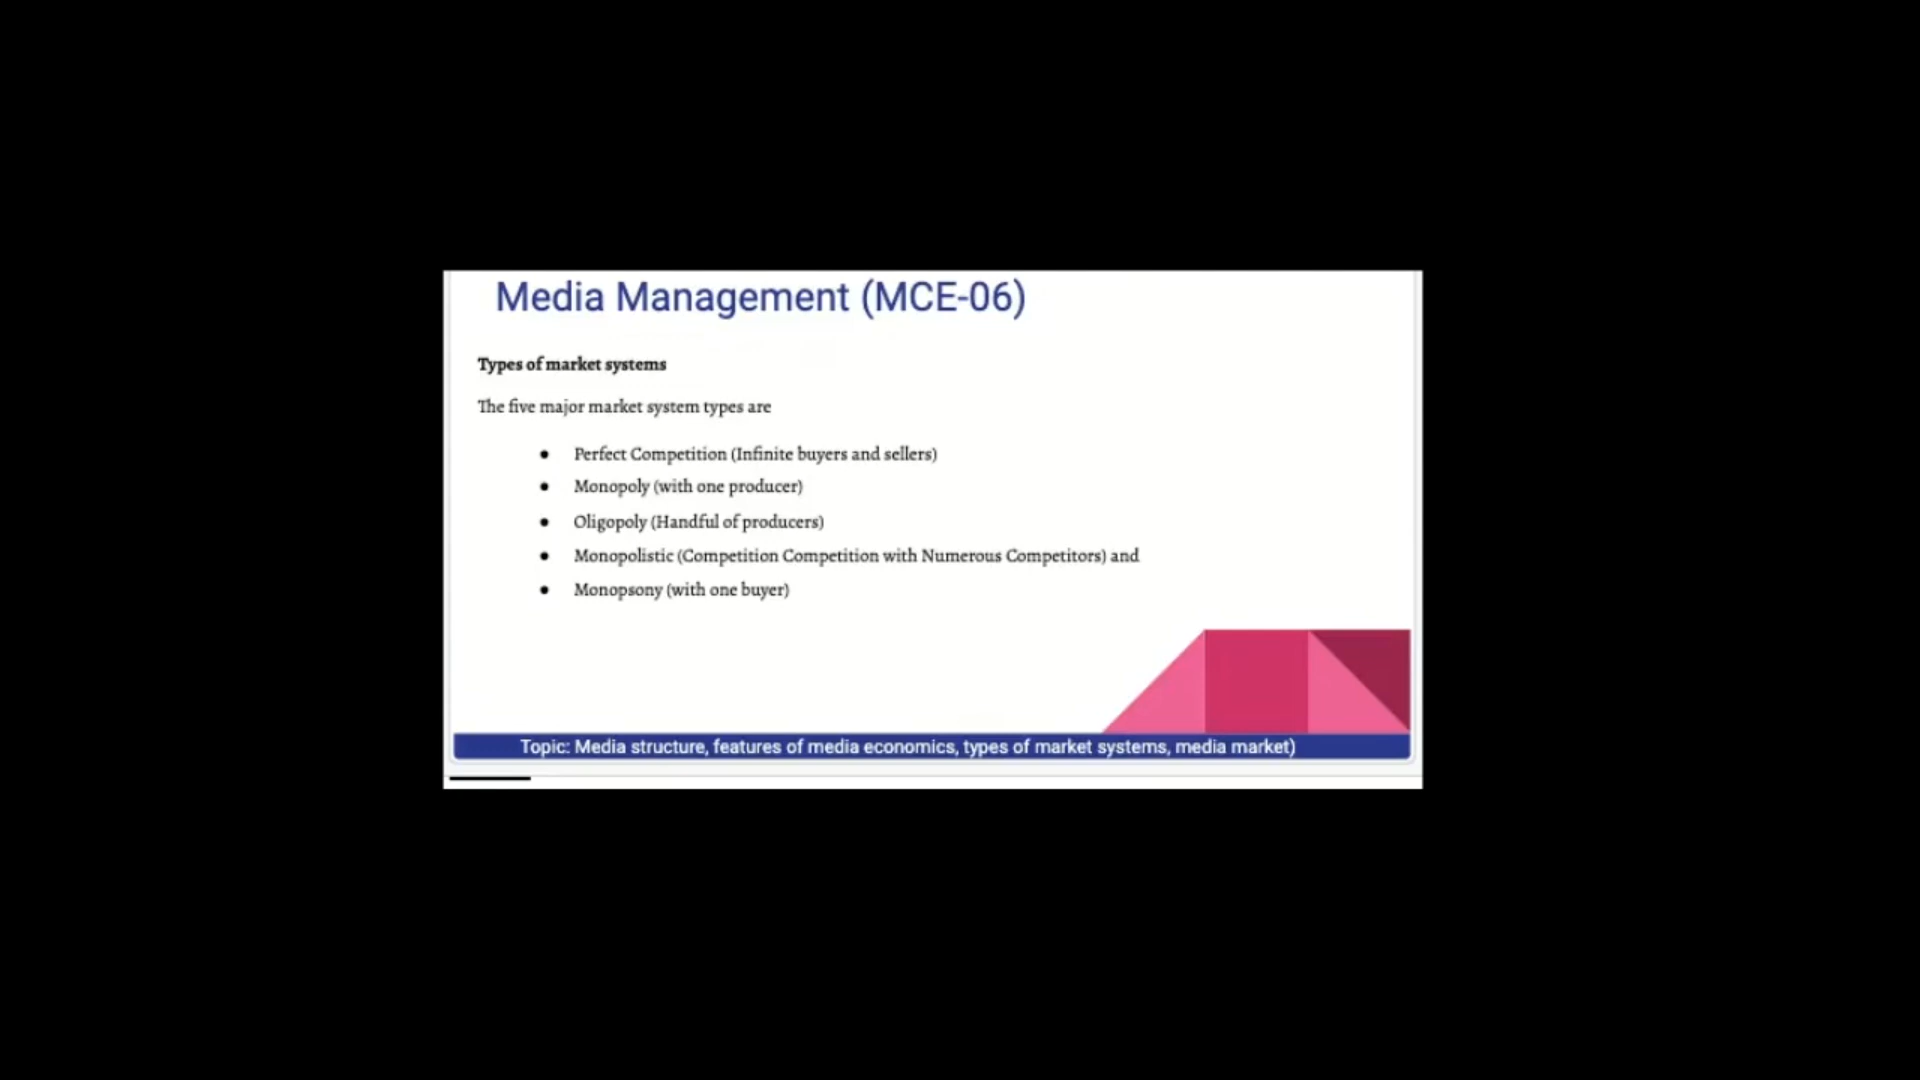 Media Management (MCE-06)
Types of market systems
The five major market system types are
● Perfect Competition (Infinite buyers and sellers)
● Monopoly (with one producer)
● Oligopoly (Handful of producers)
● Monopolistic (Competition Competition with Numerous Competitors) and
● Monopsony (with one buyer)
Topic: Media structure, features of media economics, types of market systems, media market)